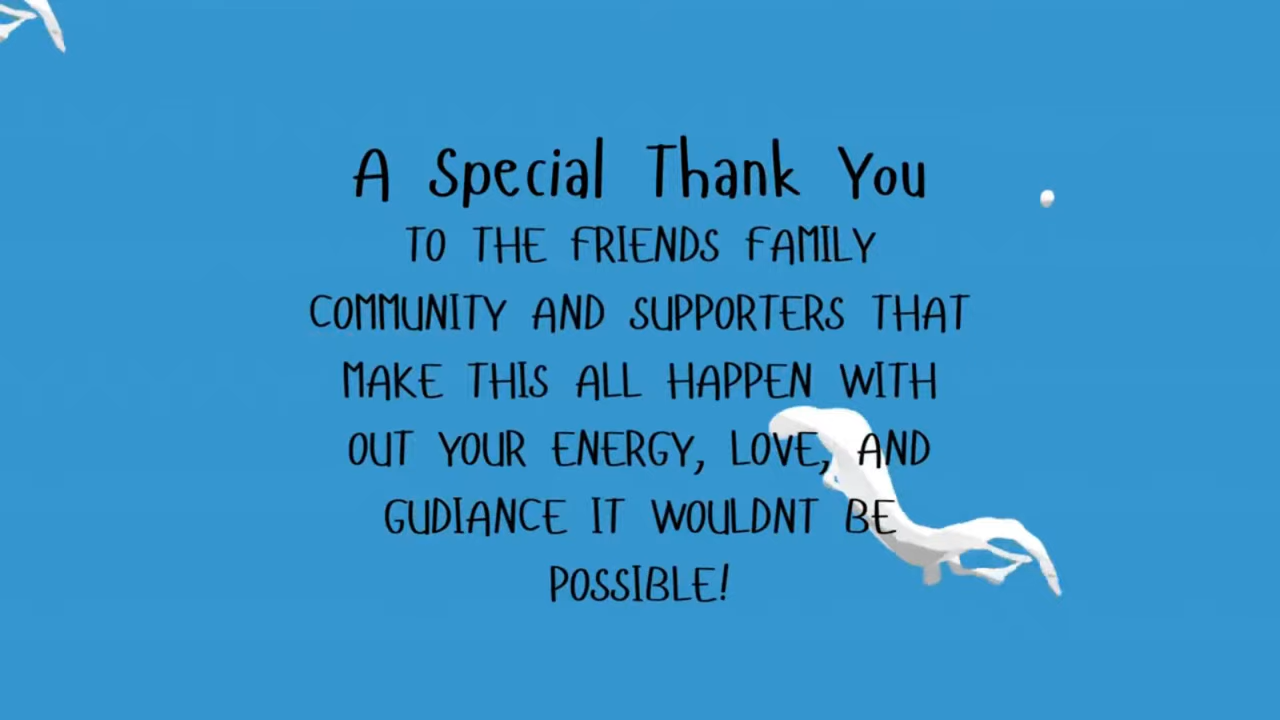 A Special Thank You
TO THE FRIENDS FAMILY
COMMUNITY AND SUPPORTERS THAT
MAKE THIS ALL HAPPEN WITH
OUT YOUR ENERGY, LOVE, AND
GUDIANCE IT WOULDNT BE
POSSIBLE!